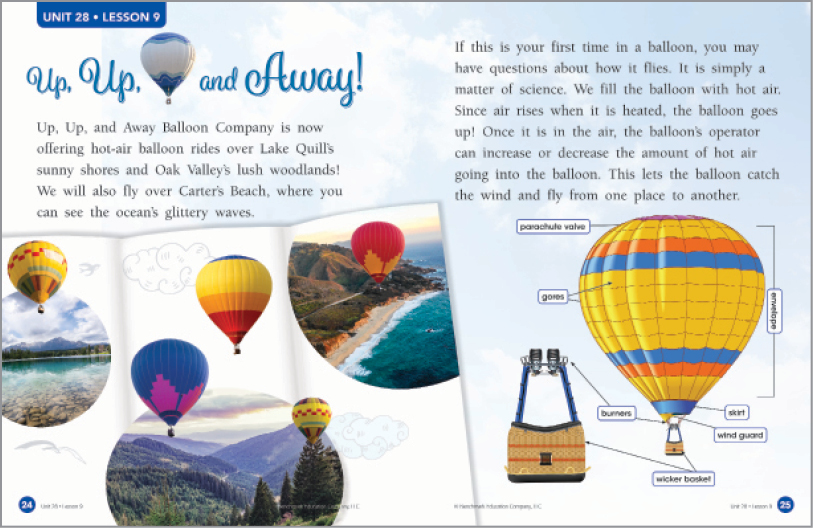 UNIT 28 • LESSON 9
Up, Up, and Away!
Up, Up, and Away Balloon Company is now
offering hot-air balloon rides over Lake Quill's
sunny shores and Oak Valley's lush woodlands!
We will also fly over Carter's Beach, where you
can see the ocean's glittery waves.
24
Unit 28 • Lesson 9
Benchmark Education Company, LLC
If this is your first time in a balloon, you may
have questions about how it flies. It is simply a
matter of science. We fill the balloon with hot air.
Since air rises when it is heated, the balloon goes
up! Once it is in the air, the balloon's operator
can increase or decrease the amount of hot air
going into the balloon. This lets the balloon catch
the wind and fly from one place to another.
parachute valve
gores
envelope
burners
skirt
wind guard
wicker basket
© Benchmark Education Company, LLC
Unit 28 • Lesson 9
25